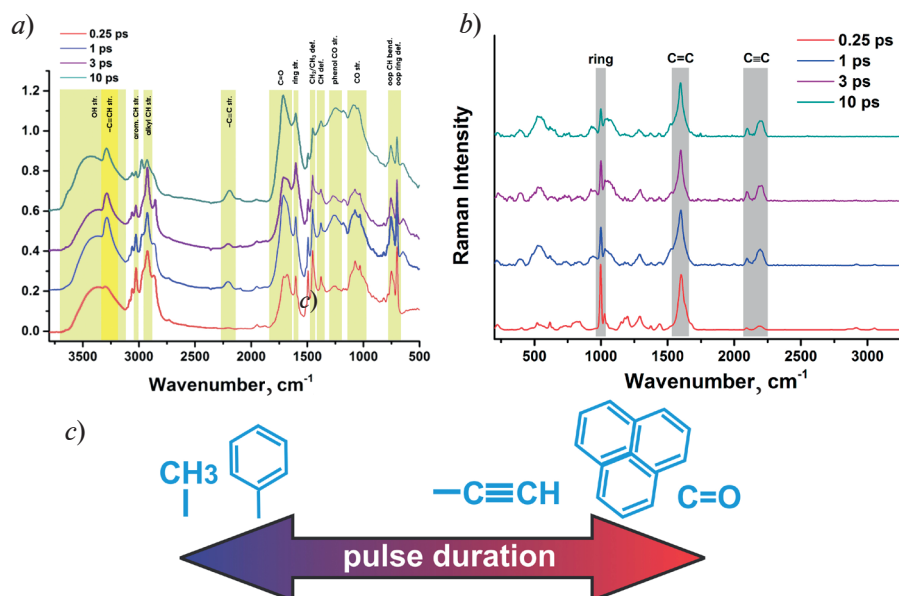 a)
0.25 ps
1 ps
3 ps
10 ps
OH str.
–C≡CH str.
arom. CH str.
alkyl CH str.
–C≡C str.
C=O
ring str.
CH₂/CH₃ def.
CH def.
phenol CO str.
CO str.
oop CH bend.
oop ring def.
1.2
1.0
0.8
0.6
0.4
0.2
0.0
c)
3500 3000 2500 2000 1500 1000 500
Wavenumber, cm⁻¹
b)
0.25 ps
1 ps
3 ps
10 ps
ring C=C C≡C
Raman Intensity
500 1000 1500 2000 2500 3000
Wavenumber, cm⁻¹
c)
CH3
C≡CH
C=O
pulse duration